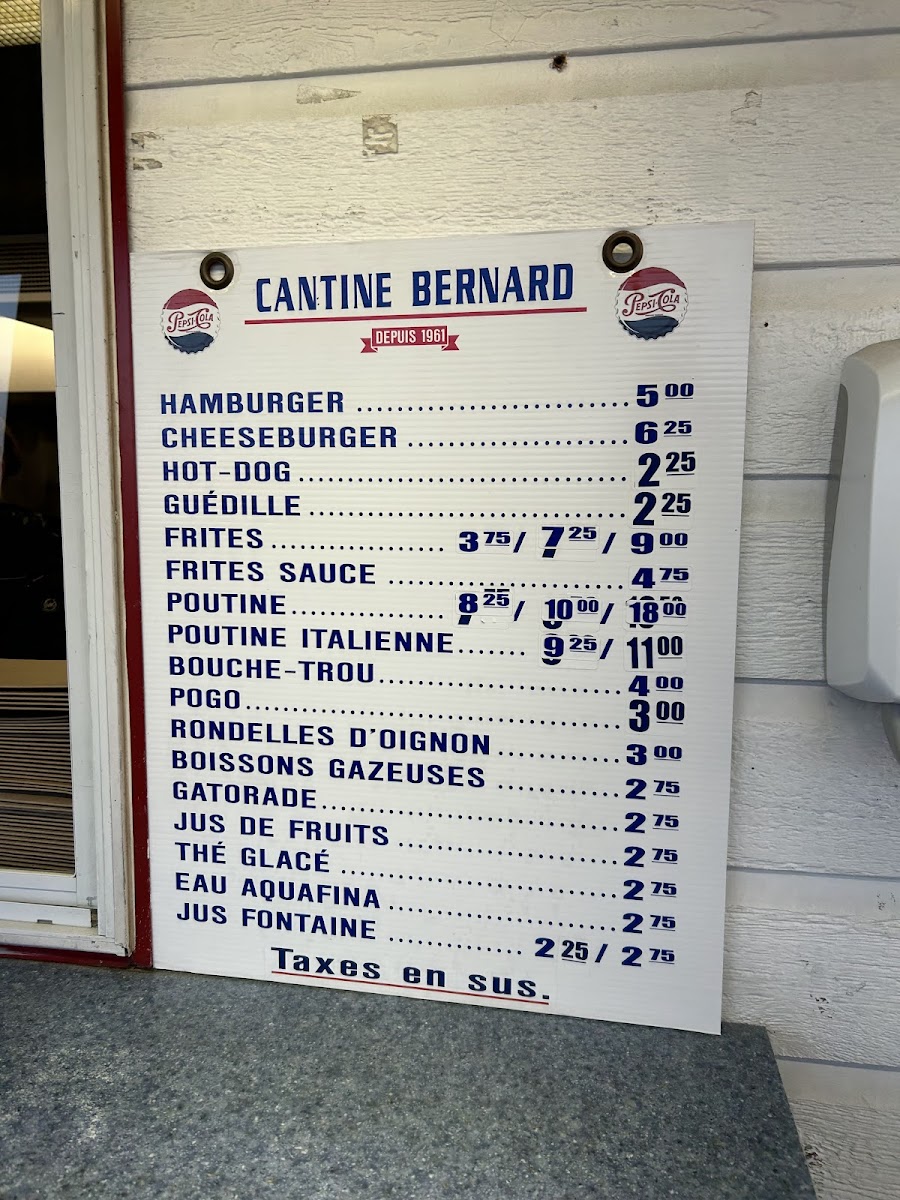 CANTINE BERNARD
PEPSI-COLA
PEPSI-COLA
DEPUIS 1961
HAMBURGER ........................... 5 00
CHEESEBURGER ...................... 6 25
HOT-DOG ................................. 2 25
GUÉDILLE ................................ 2 25
FRITES ................. 3 75 / 7 25 / 9 00
FRITES SAUCE ........................ 4 75
POUTINE............ 8 25 / 10 00 / 18 00
POUTINE ITALIENNE....... 9 25 / 11 00
BOUCHE-TROU........................ 4 00
POGO..................................... 3 00
RONDELLES D'OIGNON ............ 3 00
BOISSONS GAZEUSES ............ 2 75
GATORADE.............................. 2 75
JUS DE FRUITS ...................... 2 75
THÉ GLACÉ ............................ 2 75
EAU AQUAFINA ....................... 2 75
JUS FONTAINE .............. 2 25 / 2 75
Taxes en sus.